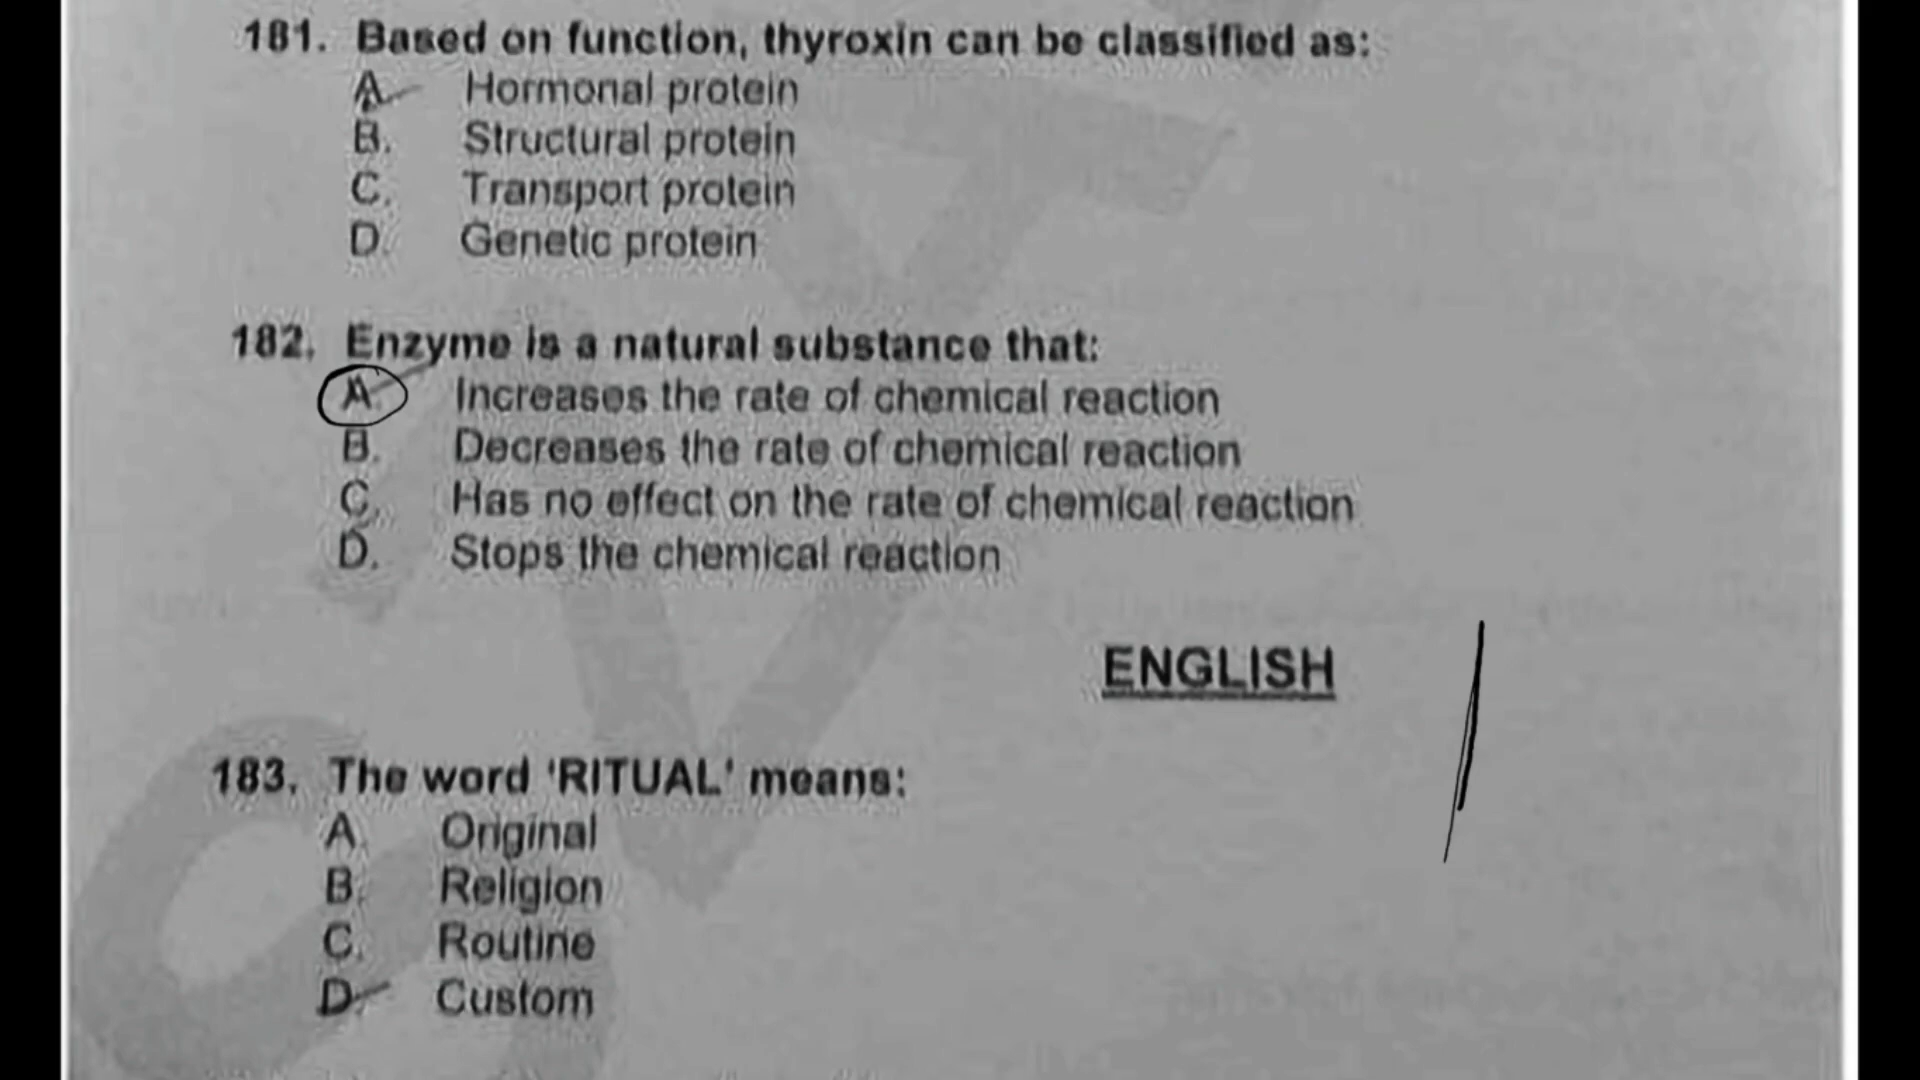 181. Based on function, thyroxin can be classified as:
A. Hormonal protein
B. Structural protein
C. Transport protein
D. Genetic protein
182. Enzyme is a natural substance that:
A. Increases the rate of chemical reaction
B. Decreases the rate of chemical reaction
C. Has no effect on the rate of chemical reaction
D. Stops the chemical reaction
ENGLISH
183. The word 'RITUAL' means:
A. Original
B. Religion
C. Routine
D. Custom